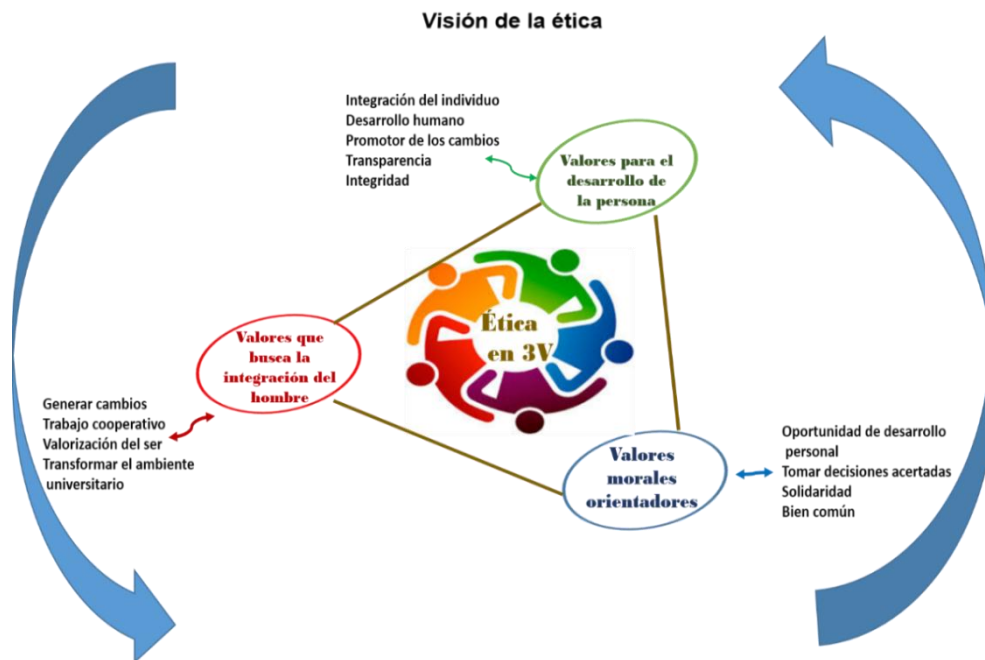 Visión de la ética
Integración del individuo
Desarrollo humano
Promotor de los cambios
Transparencia
Integridad
Valores para el
desarrollo de
la persona
Ética
en 3V
Valores que
busca la
integración del
hombre
Generar cambios
Trabajo cooperativo
Valorización del ser
Transformar el ambiente
universitario
Valores
morales
orientadores
Oportunidad de desarrollo
personal
Tomar decisiones acertadas
Solidaridad
Bien común